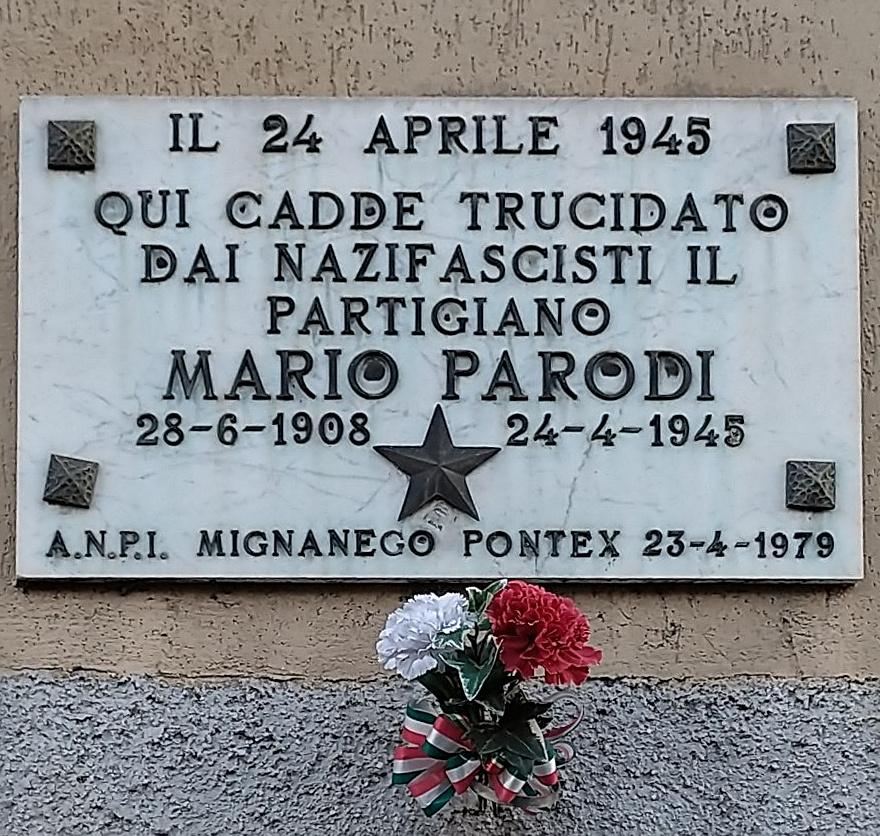 IL 24 APRILE 1945
QUI CADDE TRUCIDATO
DAI NAZIFASCISTI IL
PARTIGIANO
MARIO PARODI
28-6-1908 24-4-1945
A.N.P.I. MIGNANEGO PONTEX 23-4-1979